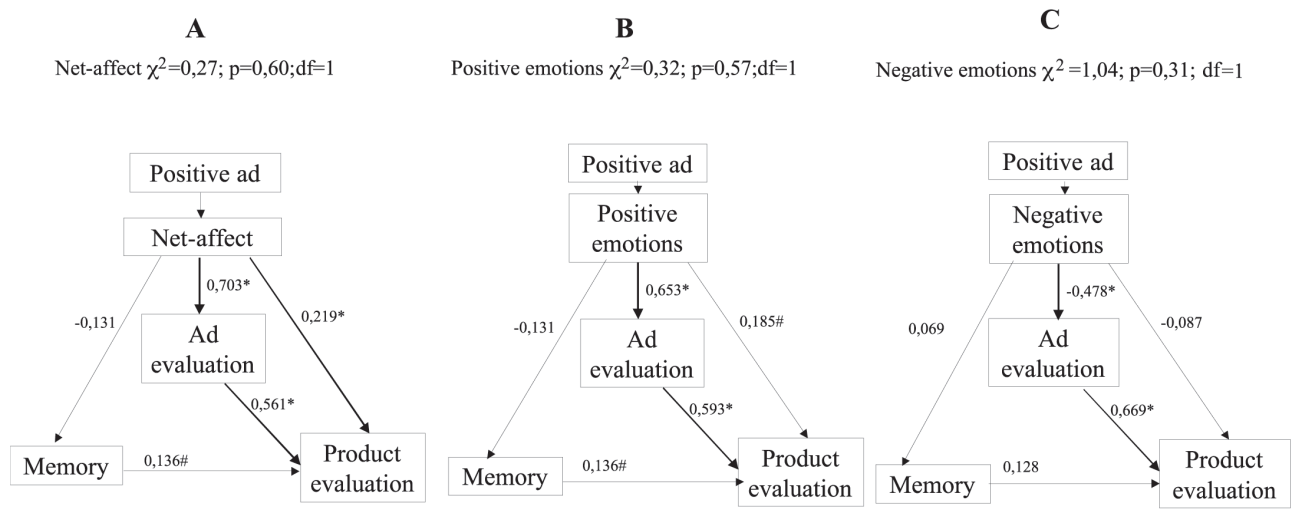 A
Net-affect χ²=0,27; p=0,60;df=1
Positive ad
Net-affect
0,703*
-0,131
0,219*
Ad
evaluation
0,561*
Memory
0,136#
Product
evaluation
B
Positive emotions χ²=0,32; p=0,57;df=1
Positive ad
Positive
emotions
0,653*
-0,131
0,185#
Ad
evaluation
0,593*
Memory
0,136#
Product
evaluation
C
Negative emotions χ² =1,04; p=0,31; df=1
Positive ad
Negative
emotions
-0,478*
0,069
-0,087
Ad
evaluation
0,669*
Memory
0,128
Product
evaluation